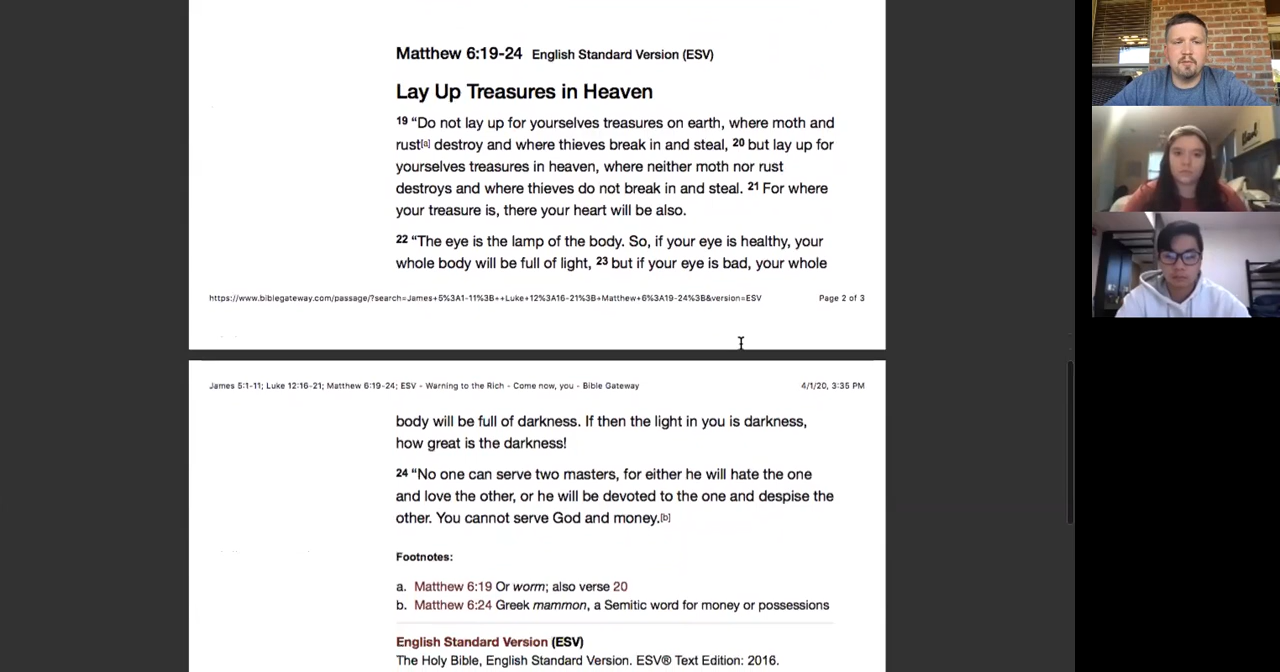 Matthew 6:19-24 English Standard Version (ESV)
Lay Up Treasures in Heaven
19 “Do not lay up for yourselves treasures on earth, where moth and
rust[a] destroy and where thieves break in and steal, 20 but lay up for
yourselves treasures in heaven, where neither moth nor rust
destroys and where thieves do not break in and steal. 21 For where
your treasure is, there your heart will be also.
22 “The eye is the lamp of the body. So, if your eye is healthy, your
whole body will be full of light, 23 but if your eye is bad, your whole
https://www.biblegateway.com/passage/?search=James+5%3A1-11%3B++Luke+12%3A16-21%3B+Matthew+6%3A19-24%3B&version=ESV Page 2 of 3
James 5:1-11; Luke 12:16-21; Matthew 6:19-24; ESV - Warning to the Rich - Come now, you - Bible Gateway 4/1/20, 3:35 PM
body will be full of darkness. If then the light in you is darkness,
how great is the darkness!
24 “No one can serve two masters, for either he will hate the one
and love the other, or he will be devoted to the one and despise the
other. You cannot serve God and money.[b]
Footnotes:
a. Matthew 6:19 Or worm; also verse 20
b. Matthew 6:24 Greek mammon, a Semitic word for money or possessions
English Standard Version (ESV)
The Holy Bible, English Standard Version. ESV® Text Edition: 2016.